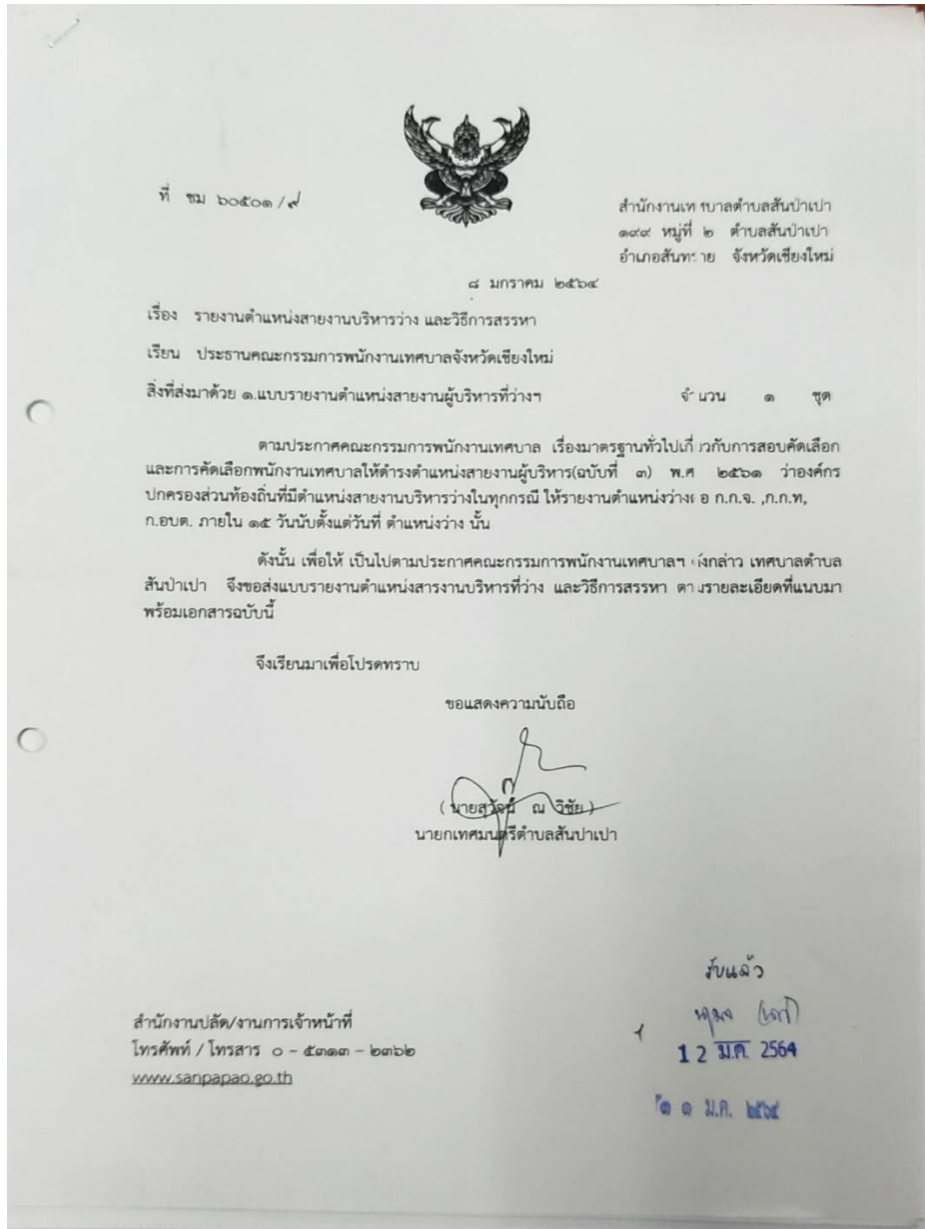 ที่ ชม ๖๐๕๐๑/๙
สำนักงานเทศบาลตำบลสันป่าเปา
๑๙๙ หมู่ที่ ๒ ตำบลสันป่าเปา
อำเภอสันทราย จังหวัดเชียงใหม่
๘ มกราคม ๒๕๖๔
เรื่อง รายงานตำแหน่งสายงานบริหารว่าง และวิธีการสรรหา
เรียน ประธานคณะกรรมการพนักงานเทศบาลจังหวัดเชียงใหม่
สิ่งที่ส่งมาด้วย ๑.แบบรายงานตำแหน่งสายงานผู้บริหารที่ว่างฯ จำนวน ๑ ชุด
ตามประกาศคณะกรรมการพนักงานเทศบาล เรื่องมาตรฐานทั่วไปเกี่ยวกับการสอบคัดเลือก
และการคัดเลือกพนักงานเทศบาลให้ดำรงตำแหน่งสายงานผู้บริหาร(ฉบับที่ ๓) พ.ศ ๒๕๖๑ ว่าองค์กร
ปกครองส่วนท้องถิ่นที่มีตำแหน่งสายงานบริหารว่างในทุกกรณี ให้รายงานตำแหน่งว่างต่อ ก.ก.จ. ,ก.ก.ท,
ก.อบต. ภายใน ๑๕ วันนับตั้งแต่วันที่ ตำแหน่งว่าง นั้น
ดังนั้น เพื่อให้ เป็นไปตามประกาศคณะกรรมการพนักงานเทศบาลฯ ดังกล่าว เทศบาลตำบล
สันป่าเปา จึงขอส่งแบบรายงานตำแหน่งสารงานบริหารที่ว่าง และวิธีการสรรหา ตามรายละเอียดที่แนบมา
พร้อมเอกสารฉบับนี้
จึงเรียนมาเพื่อโปรดทราบ
ขอแสดงความนับถือ
(นายสุวัจน์ ณ วิชัย)
นายกเทศมนตรีตำบลสันป่าเปา
รับแล้ว
12 ม.ค. 2564
๑๑ ม.ค. ๒๕๖๔
สำนักงานปลัด/งานการเจ้าหน้าที่
โทรศัพท์ / โทรสาร ๐ – ๕๓๑๓ – ๒๓๖๒
www.sanpapao.go.th